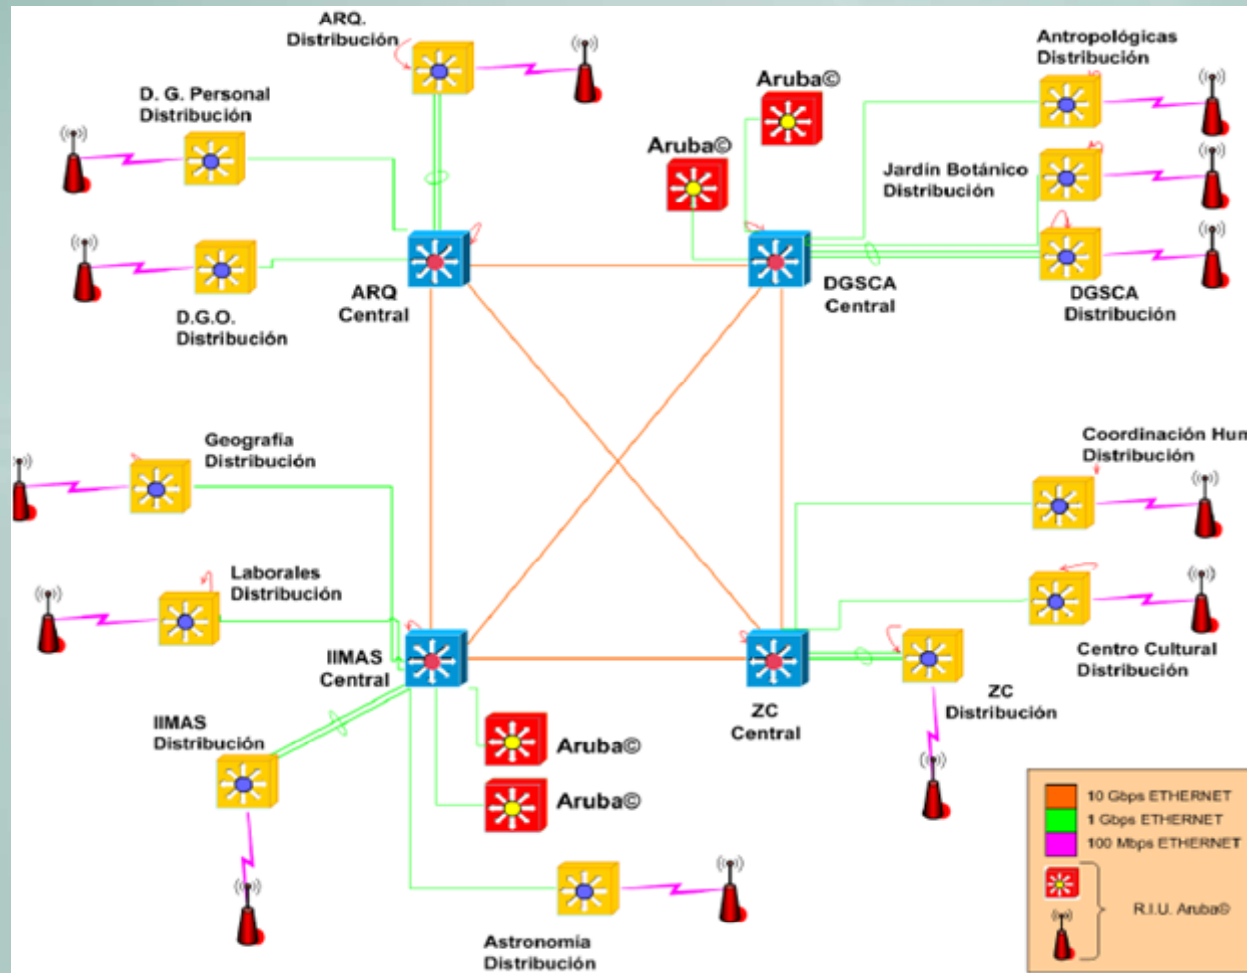 ARQ.
Distribución
D. G. Personal
Distribución
D.G.O.
Distribución
ARQ
Central
Aruba©
Aruba©
DGSCA
Central
Antropológicas
Distribución
Jardín Botánico
Distribución
DGSCA
Distribución
Geografía
Distribución
Laborales
Distribución
IIMAS
Central
IIMAS
Distribución
Aruba©
Aruba©
Astronomía
Distribución
ZC
Central
Coordinación Hum
Distribución
Centro Cultural
Distribución
ZC
Distribución
10 Gbps ETHERNET
1 Gbps ETHERNET
100 Mbps ETHERNET
R.I.U. Aruba©